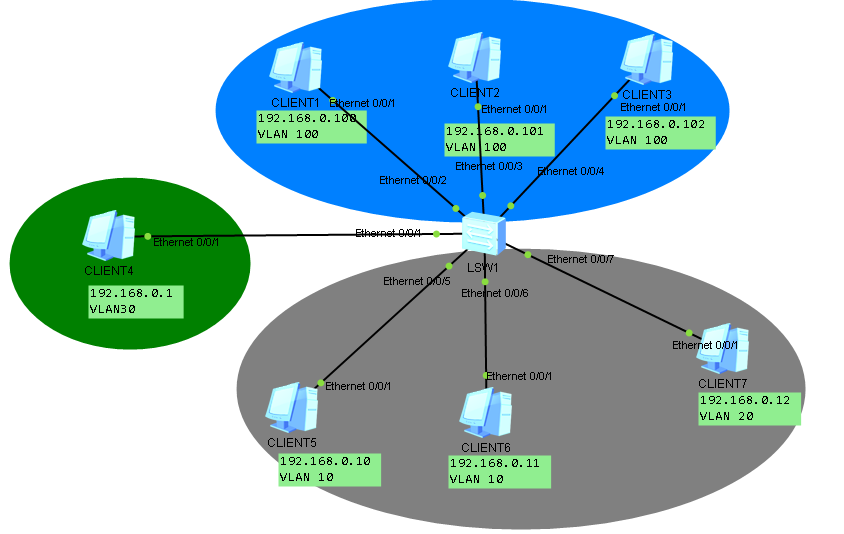 CLIENT1
Ethernet 0/0/1
192.168.0.100
VLAN 100
CLIENT2
Ethernet 0/0/1
192.168.0.101
VLAN 100
CLIENT3
Ethernet 0/0/1
192.168.0.102
VLAN 100
Ethernet 0/0/2
Ethernet 0/0/3
Ethernet 0/0/4
Ethernet 0/0/1
Ethernet 0/0/1
CLIENT4
192.168.0.1
VLAN30
LSW1
Ethernet 0/0/5
Ethernet 0/0/6
Ethernet 0/0/7
Ethernet 0/0/1
CLIENT5
192.168.0.10
VLAN 10
Ethernet 0/0/1
CLIENT6
192.168.0.11
VLAN 10
Ethernet 0/0/1
CLIENT7
192.168.0.12
VLAN 20